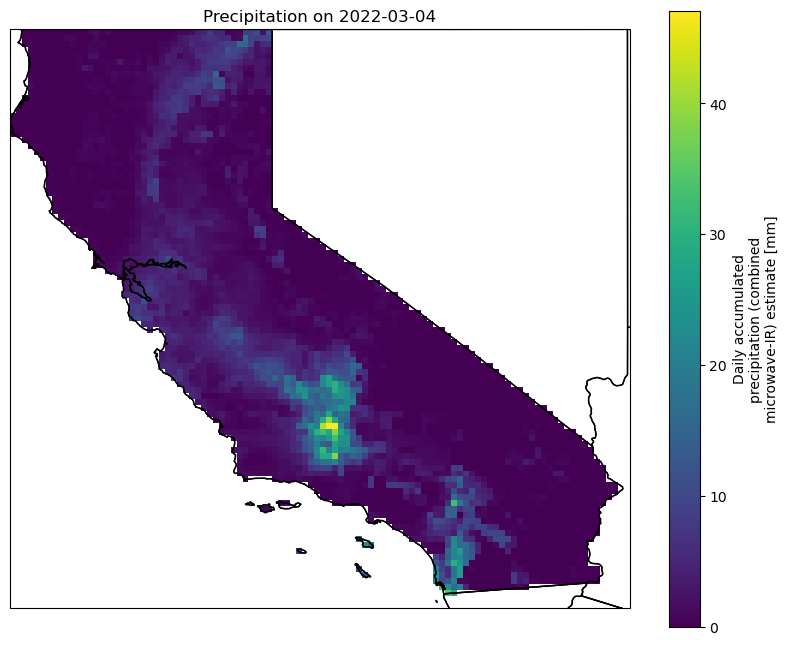 Precipitation on 2022-03-04
40
30
20
10
0
Daily accumulated
precipitation (combined
microwave-IR) estimate [mm]